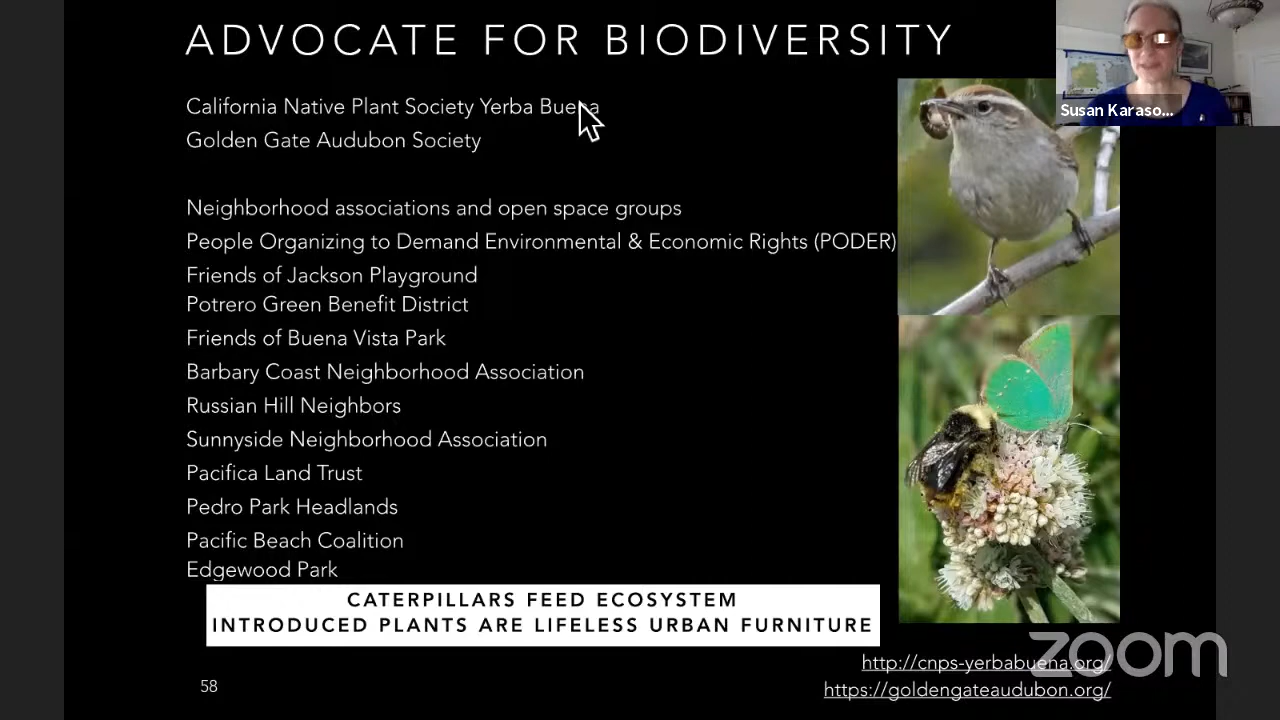 ADVOCATE FOR BIODIVERSITY
California Native Plant Society Yerba Buena
Golden Gate Audubon Society
Neighborhood associations and open space groups
People Organizing to Demand Environmental & Economic Rights (PODER)
Friends of Jackson Playground
Potrero Green Benefit District
Friends of Buena Vista Park
Barbary Coast Neighborhood Association
Russian Hill Neighbors
Sunnyside Neighborhood Association
Pacifica Land Trust
Pedro Park Headlands
Pacific Beach Coalition
Edgewood Park
CATERPILLARS FEED ECOSYSTEM
INTRODUCED PLANTS ARE LIFELESS URBAN FURNITURE
http://cnps-yerbabuena.org/
https://goldengateaudubon.org/
58
Susan Karaso...
zoom